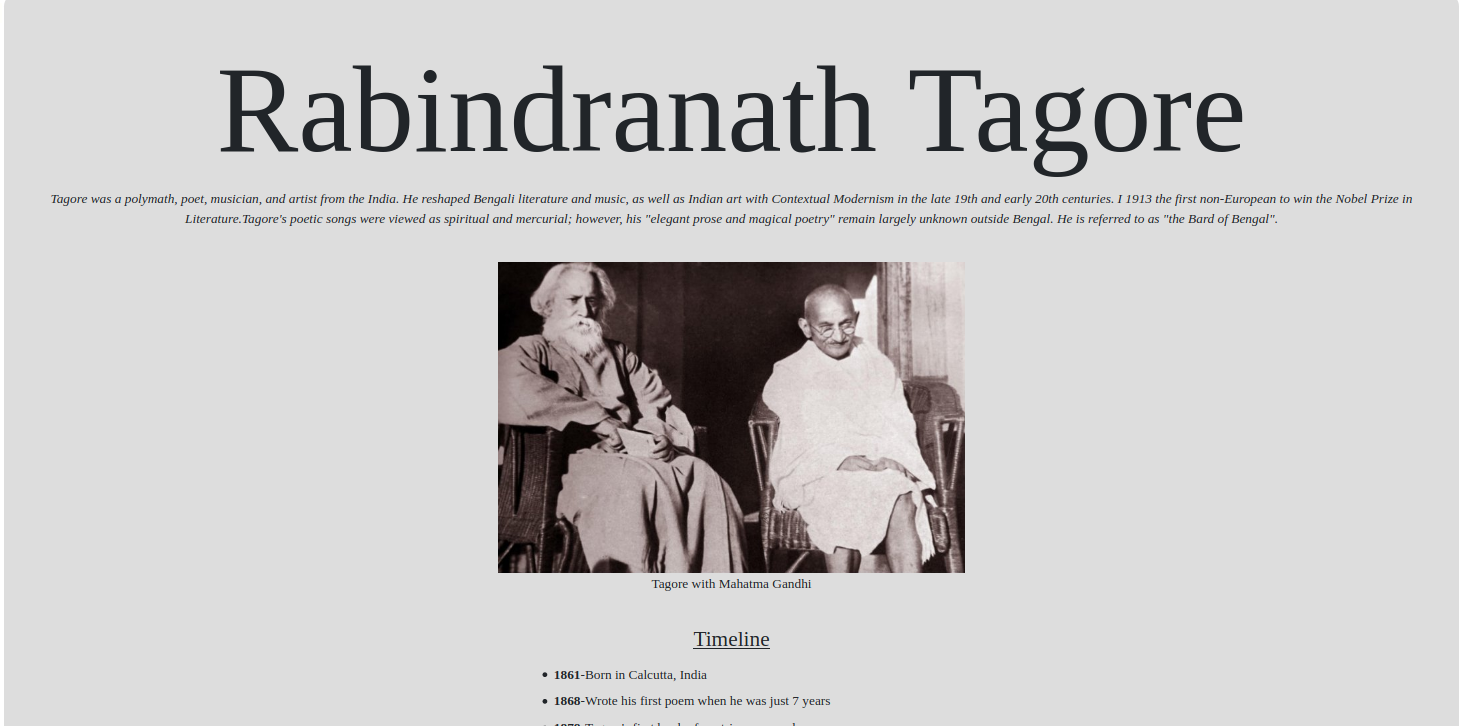 Rabindranath Tagore
Tagore was a polymath, poet, musician, and artist from the India. He reshaped Bengali literature and music, as well as Indian art with Contextual Modernism in the late 19th and early 20th centuries. I 1913 the first non-European to win the Nobel Prize in
Literature.Tagore's poetic songs were viewed as spiritual and mercurial; however, his "elegant prose and magical poetry" remain largely unknown outside Bengal. He is referred to as "the Bard of Bengal".
Tagore with Mahatma Gandhi
Timeline
1861-Born in Calcutta, India
1868-Wrote his first poem when he was just 7 years